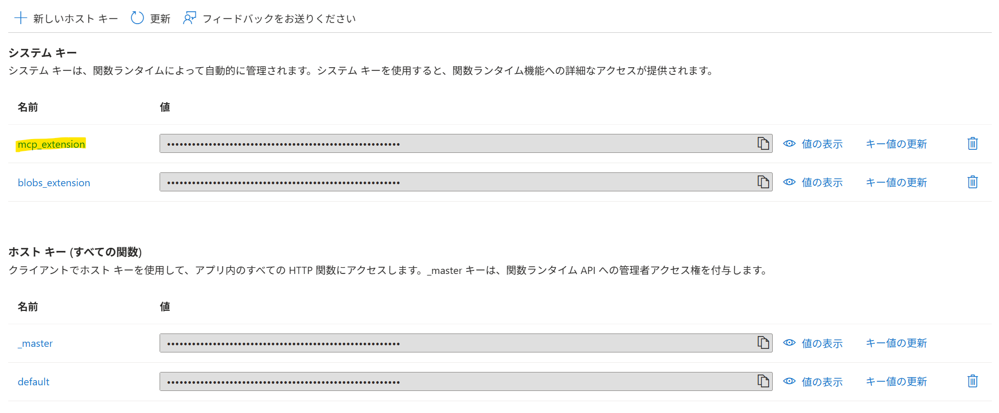 新しいホスト キー 更新 フィードバックをお送りください
システム キー
システム キーは、関数ランタイムによって自動的に管理されます。システム キーを使用すると、関数ランタイム機能への詳細なアクセスが提供されます。
名前 値
mcp_extension •••••••••••••••••••••••••••••••••••••••••••••••••••••••• 値の表示 キー値の更新
blobs_extension •••••••••••••••••••••••••••••••••••••••••••••••••••••••• 値の表示 キー値の更新
ホスト キー (すべての関数)
クライアントでホスト キーを使用して、アプリ内のすべての HTTP 関数にアクセスします。_master キーは、関数ランタイム API への管理者アクセス権を付与します。
名前 値
_master •••••••••••••••••••••••••••••••••••••••••••••••••••••••• 値の表示 キー値の更新
default •••••••••••••••••••••••••••••••••••••••••••••••••••••••• 値の表示 キー値の更新